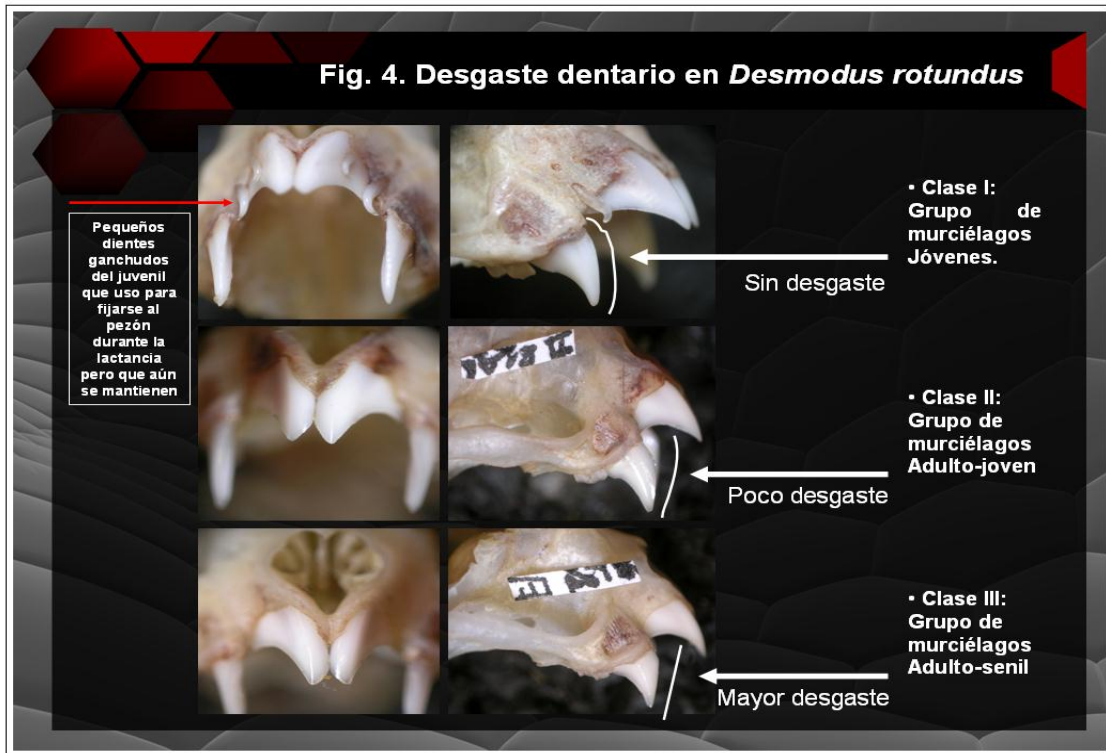 Fig. 4. Desgaste dentario en Desmodus rotundus
Pequeños
dientes
ganchudos
del juvenil
que uso para
fijarse al
pezón
durante la
lactancia
pero que aún
se mantienen
• Clase I:
Grupo de
murciélagos
Jóvenes.
Sin desgaste
• Clase II:
Grupo de
murciélagos
Adulto-joven
Poco desgaste
• Clase III:
Grupo de
murciélagos
Adulto-senil
Mayor desgaste